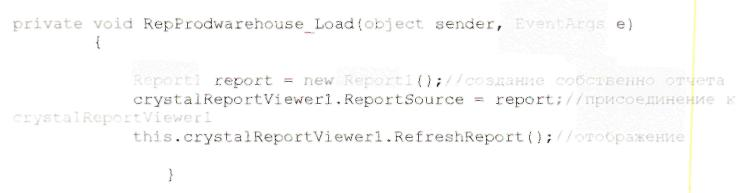 private void RepProdwarehouse_Load(object sender, EventArgs e)
{
Report1 report = new Report1();//создание собственно отчета
crystalReportViewer1.ReportSource = report;//присоединение к
crystalReportViewer1
this.crystalReportViewer1.RefreshReport();//отображение
}